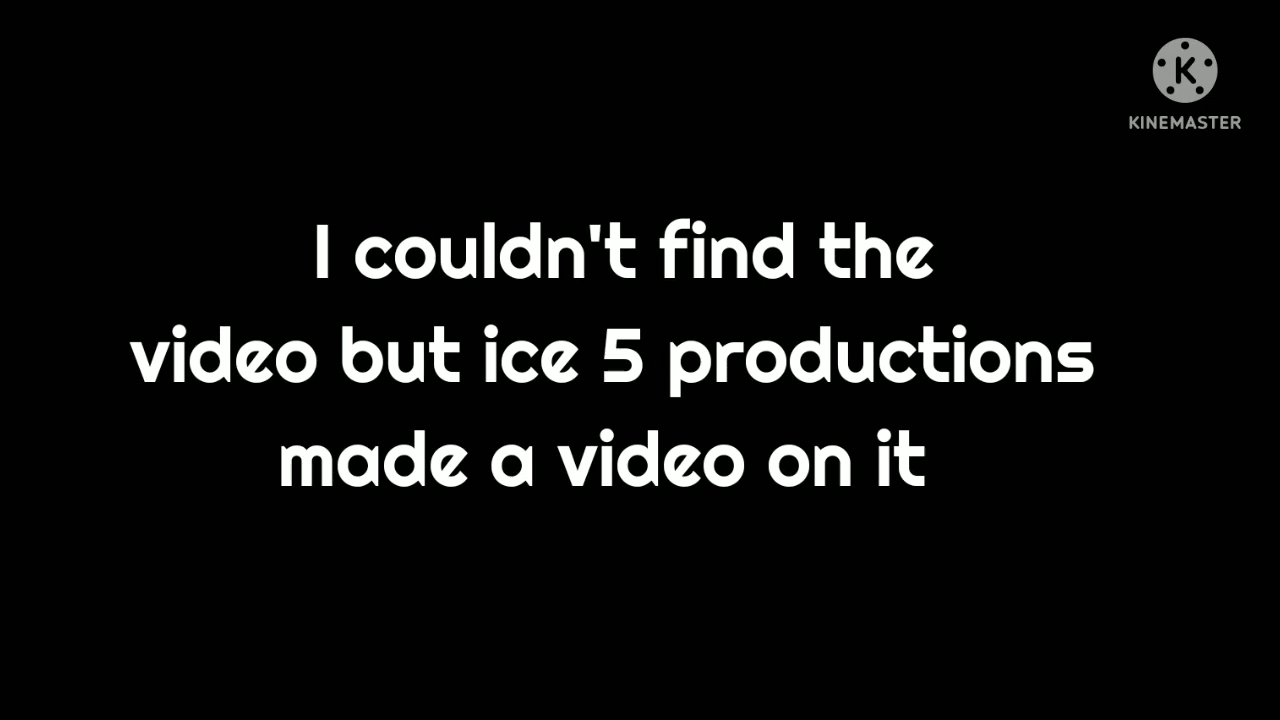 K
KINEMASTER
I couldn't find the
video but ice 5 productions
made a video on it